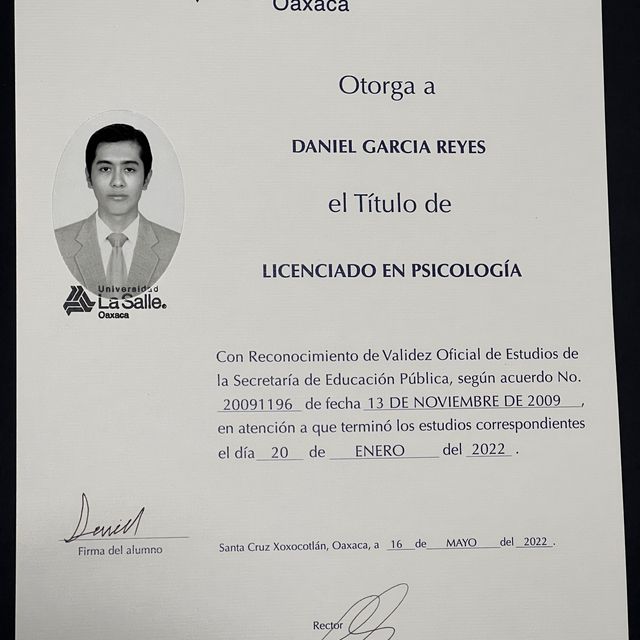 Oaxaca
Otorga a
DANIEL GARCIA REYES
el Título de
LICENCIADO EN PSICOLOGÍA
Universidad
La Salle®
Oaxaca
Con Reconocimiento de Validez Oficial de Estudios de
la Secretaría de Educación Pública, según acuerdo No.
20091196 de fecha 13 DE NOVIEMBRE DE 2009,
en atención a que terminó los estudios correspondientes
el día 20 de ENERO del 2022.
Daniel
Firma del alumno
Santa Cruz Xoxocotlán, Oaxaca, a 16 de MAYO del 2022.
Rector